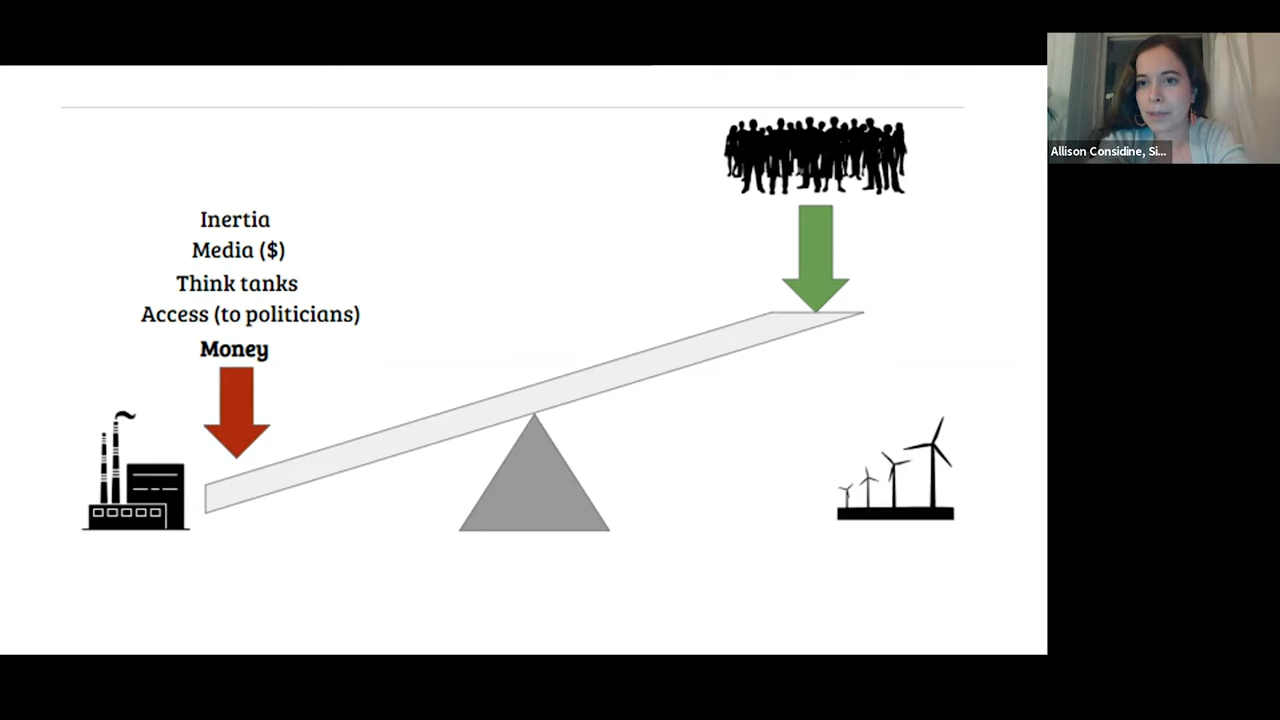 Inertia
Media ($)
Think tanks
Access (to politicians)
Money
Allison Considine, Si...